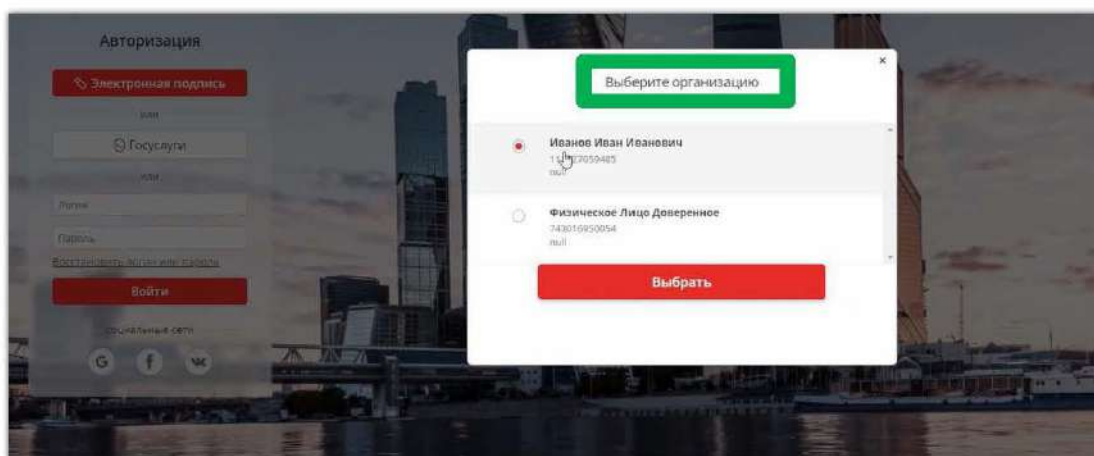 Авторизация
Электронная подпись
или
Госуслуги
или
Логин
Пароль
Восстановить логин или пароль
Войти
социальные сети
G f
Выберите организацию
×
Иванов Иван Иванович
null
Физическое Лицо Доверенное
743016950054
null
Выбрать